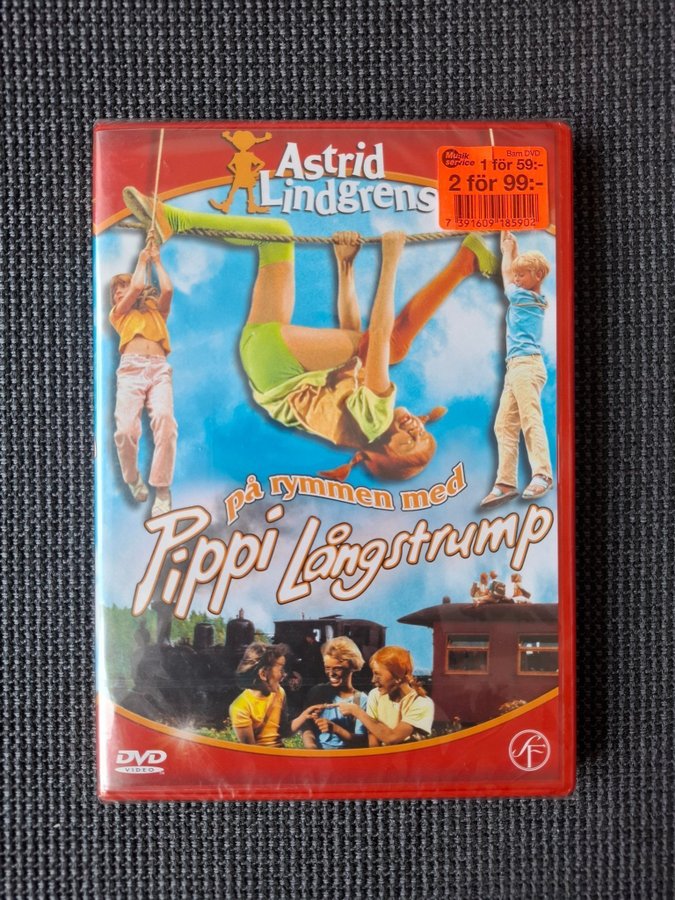 Astrid
Lindgrens
Musik
service
Barn DVD
1 för 59:-
2 för 99:-
7 391609 185902
på rymmen med
Pippi Långstrump
DVD
VIDEO
SF